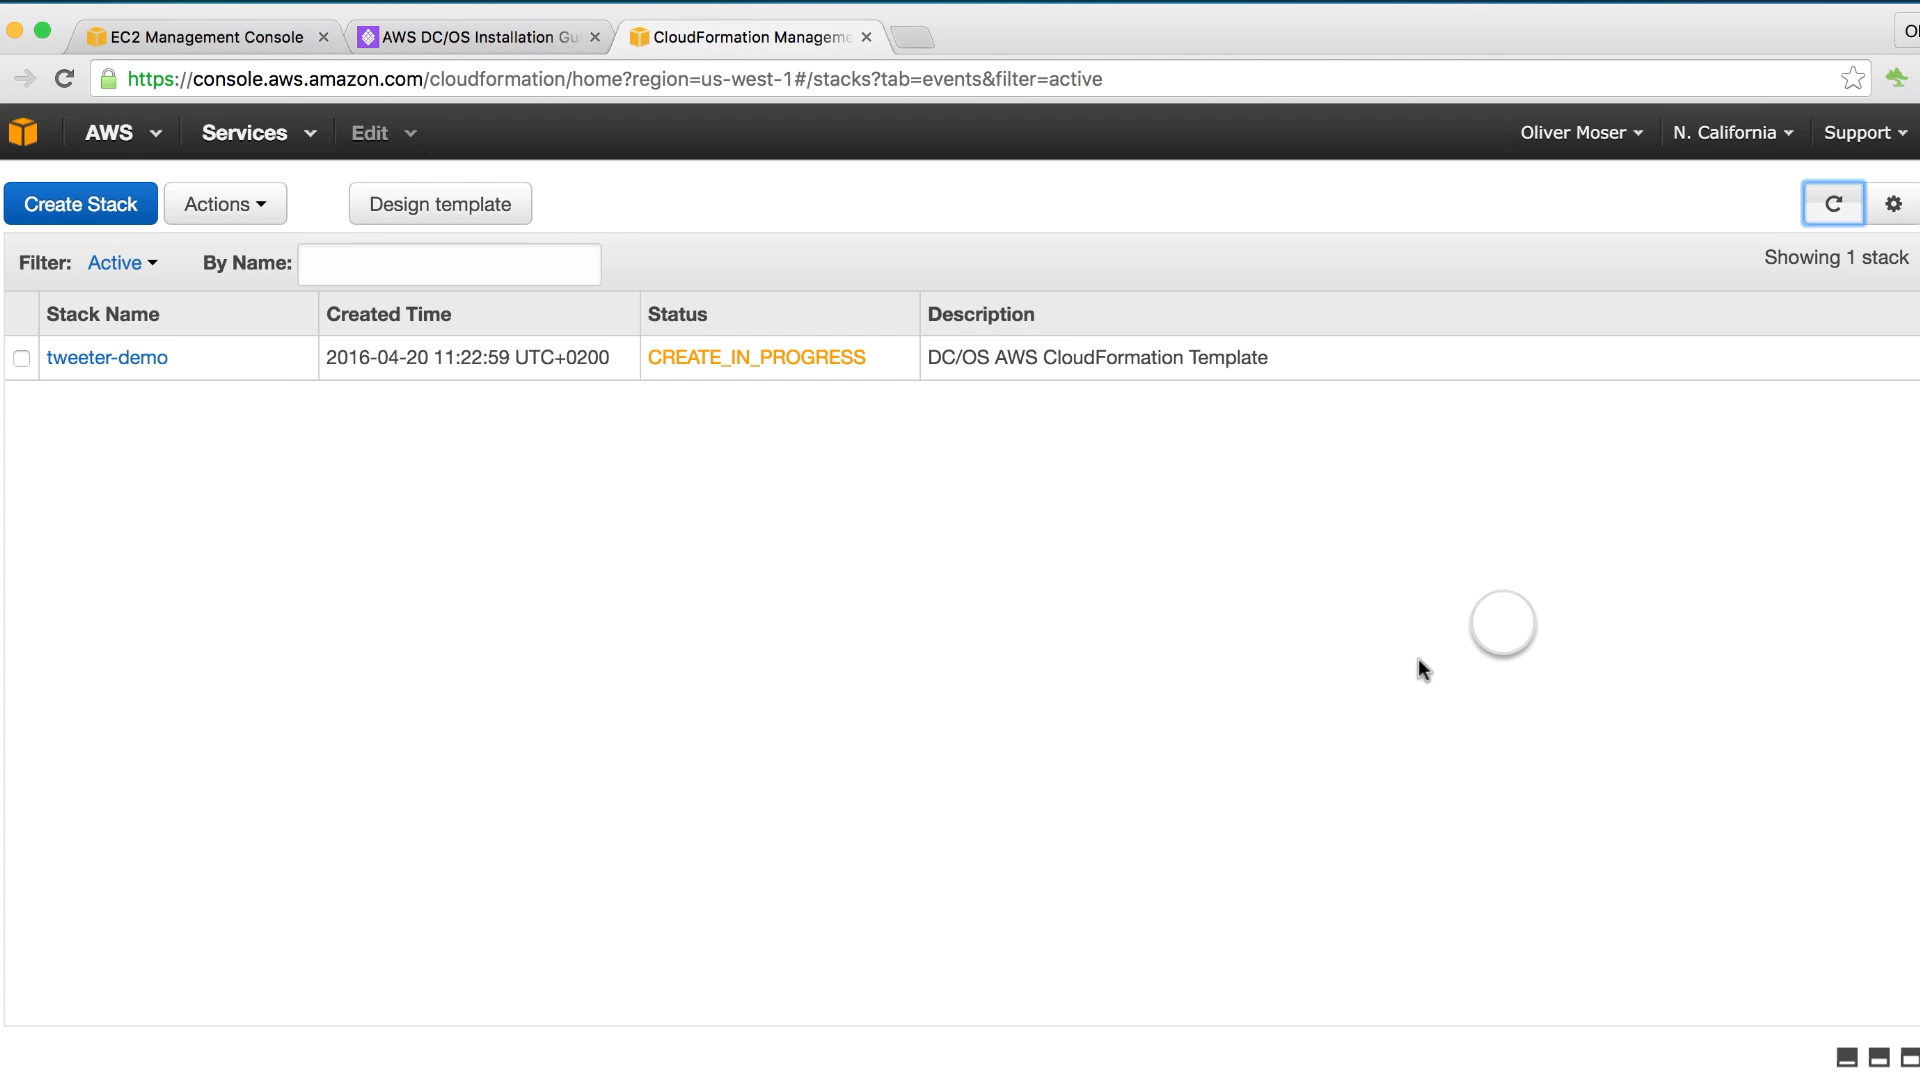 EC2 Management Console
AWS DC/OS Installation Gu
CloudFormation Manageme
https://console.aws.amazon.com/cloudformation/home?region=us-west-1#/stacks?tab=events&filter=active
AWS Services Edit Oliver Moser N. California Support
Create Stack Actions Design template
Filter: Active By Name: Showing 1 stack
Stack Name Created Time Status Description
tweeter-demo 2016-04-20 11:22:59 UTC+0200 CREATE_IN_PROGRESS DC/OS AWS CloudFormation Template